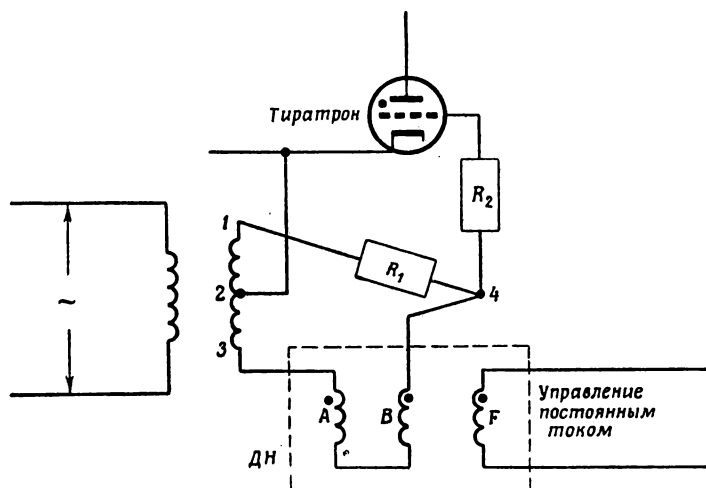 Тиратрон
R₂
1
R₁
~
2
4
3
A
B
F
Управление
постоянным
током
ДН